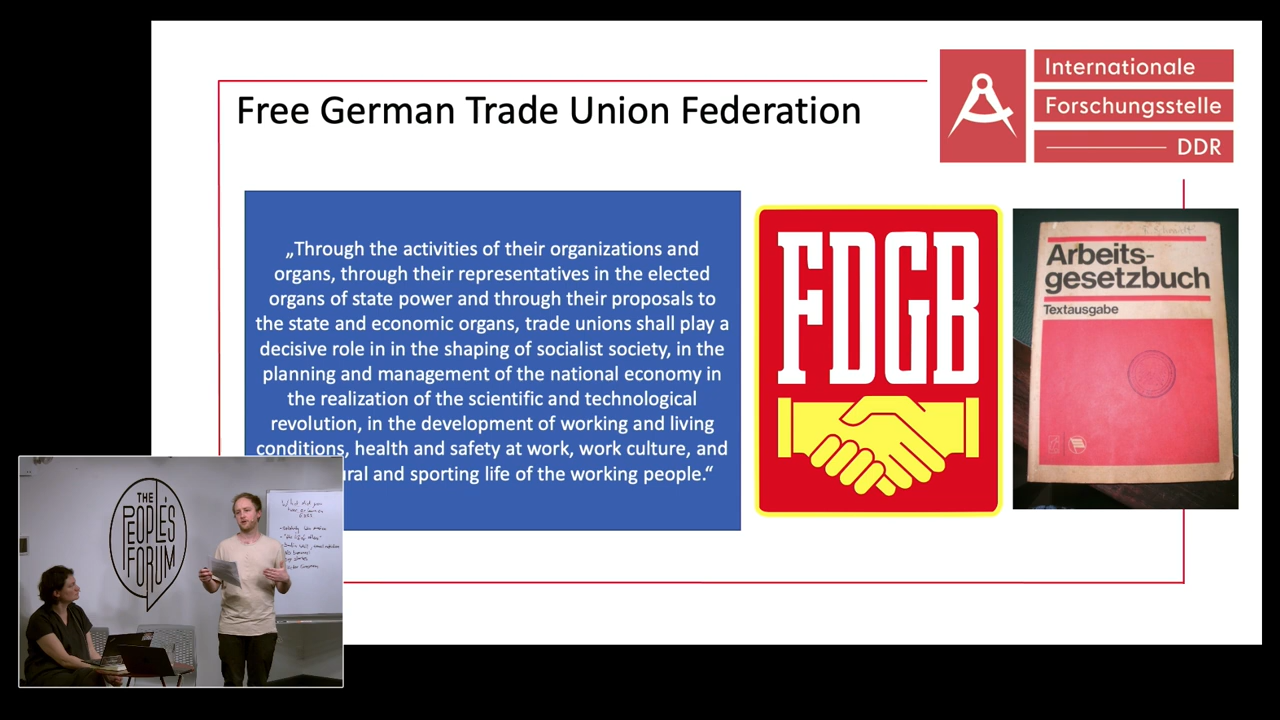 Internationale
Forschungsstelle
DDR
Free German Trade Union Federation
„Through the activities of their organizations and
organs, through their representatives in the elected
organs of state power and through their proposals to
the state and economic organs, trade unions shall play a
decisive role in in the shaping of socialist society, in the
planning and management of the national economy in
the realization of the scientific and technological
revolution, in the development of working and living
conditions, health and safety at work, work culture, and
ural and sporting life of the working people.“
FDGB
Arbeits-
gesetzbuch
Textausgabe
THE
PEOPLE'S
FORUM
What did you